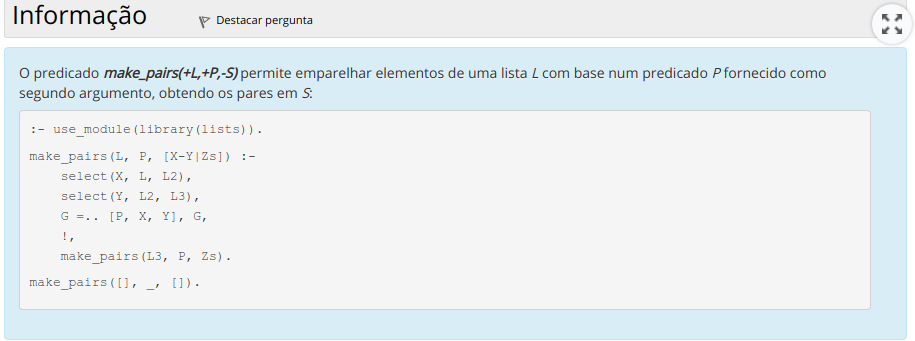 Informação
Destacar pergunta
O predicado make_pairs(+L,+P,-S) permite emparelhar elementos de uma lista L com base num predicado P fornecido como
segundo argumento, obtendo os pares em S:
:- use_module(library(lists)).
make_pairs(L, P, [X-Y|Zs]) :-
    select(X, L, L2),
    select(Y, L2, L3),
    G =.. [P, X, Y], G,
    !,
    make_pairs(L3, P, Zs).
make_pairs([], _, []).